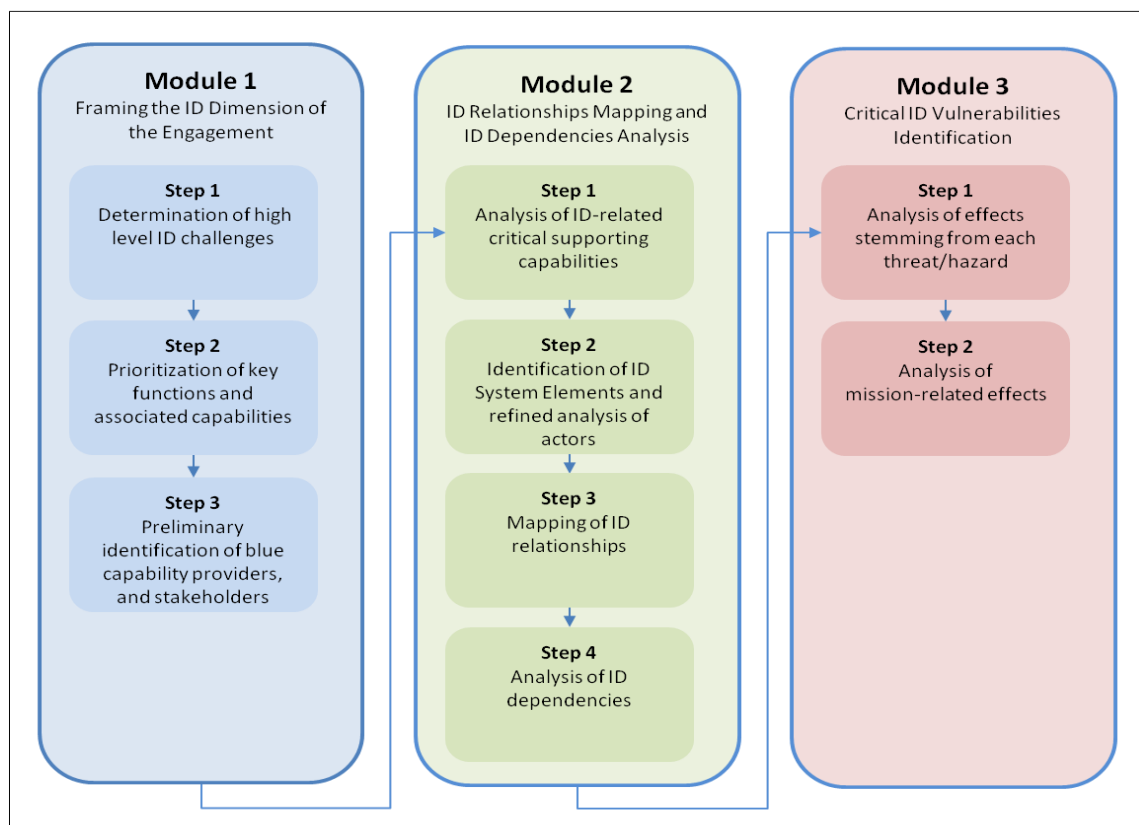 Module 1
Framing the ID Dimension of
the Engagement
Step 1
Determination of high
level ID challenges
Step 2
Prioritization of key
functions and
associated capabilities
Step 3
Preliminary
identification of blue
capability providers,
and stakeholders
Module 2
ID Relationships Mapping and
ID Dependencies Analysis
Step 1
Analysis of ID-related
critical supporting
capabilities
Step 2
Identification of ID
System Elements and
refined analysis of
actors
Step 3
Mapping of ID
relationships
Step 4
Analysis of ID
dependencies
Module 3
Critical ID Vulnerabilities
Identification
Step 1
Analysis of effects
stemming from each
threat/hazard
Step 2
Analysis of
mission-related effects